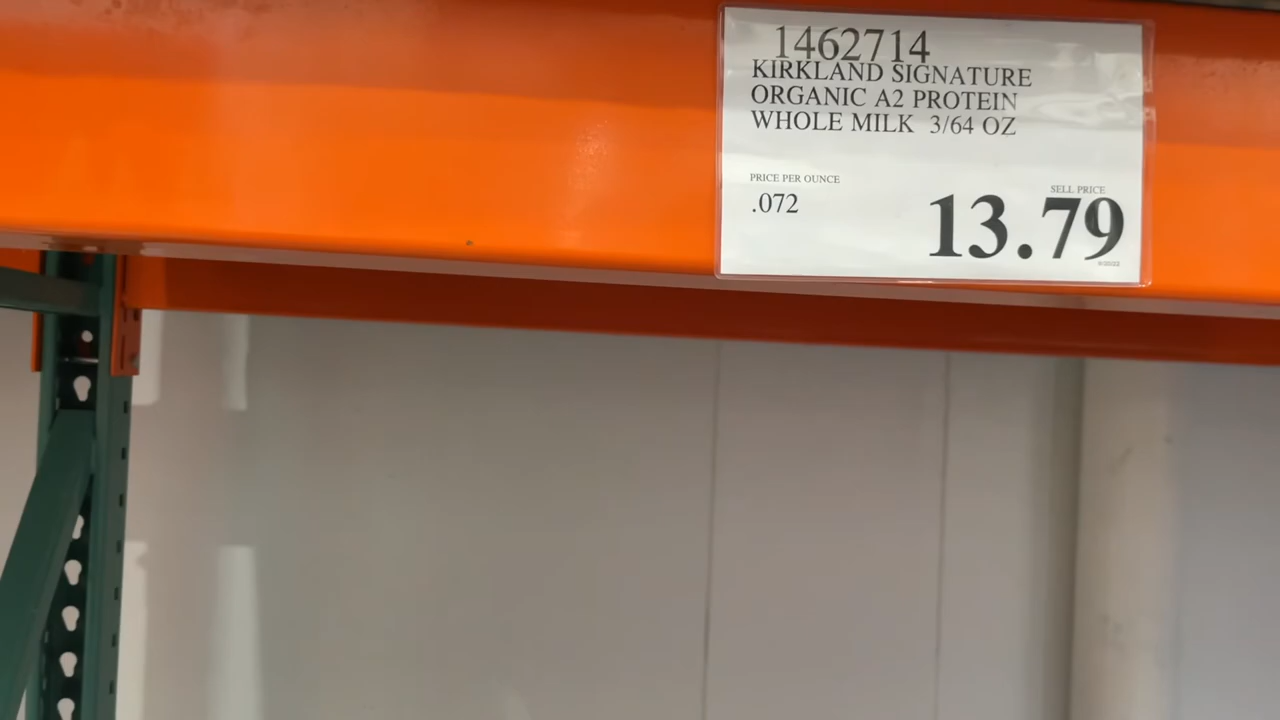 1462714
KIRKLAND SIGNATURE
ORGANIC A2 PROTEIN
WHOLE MILK 3/64 OZ
PRICE PER OUNCE
.072
SELL PRICE
13.79